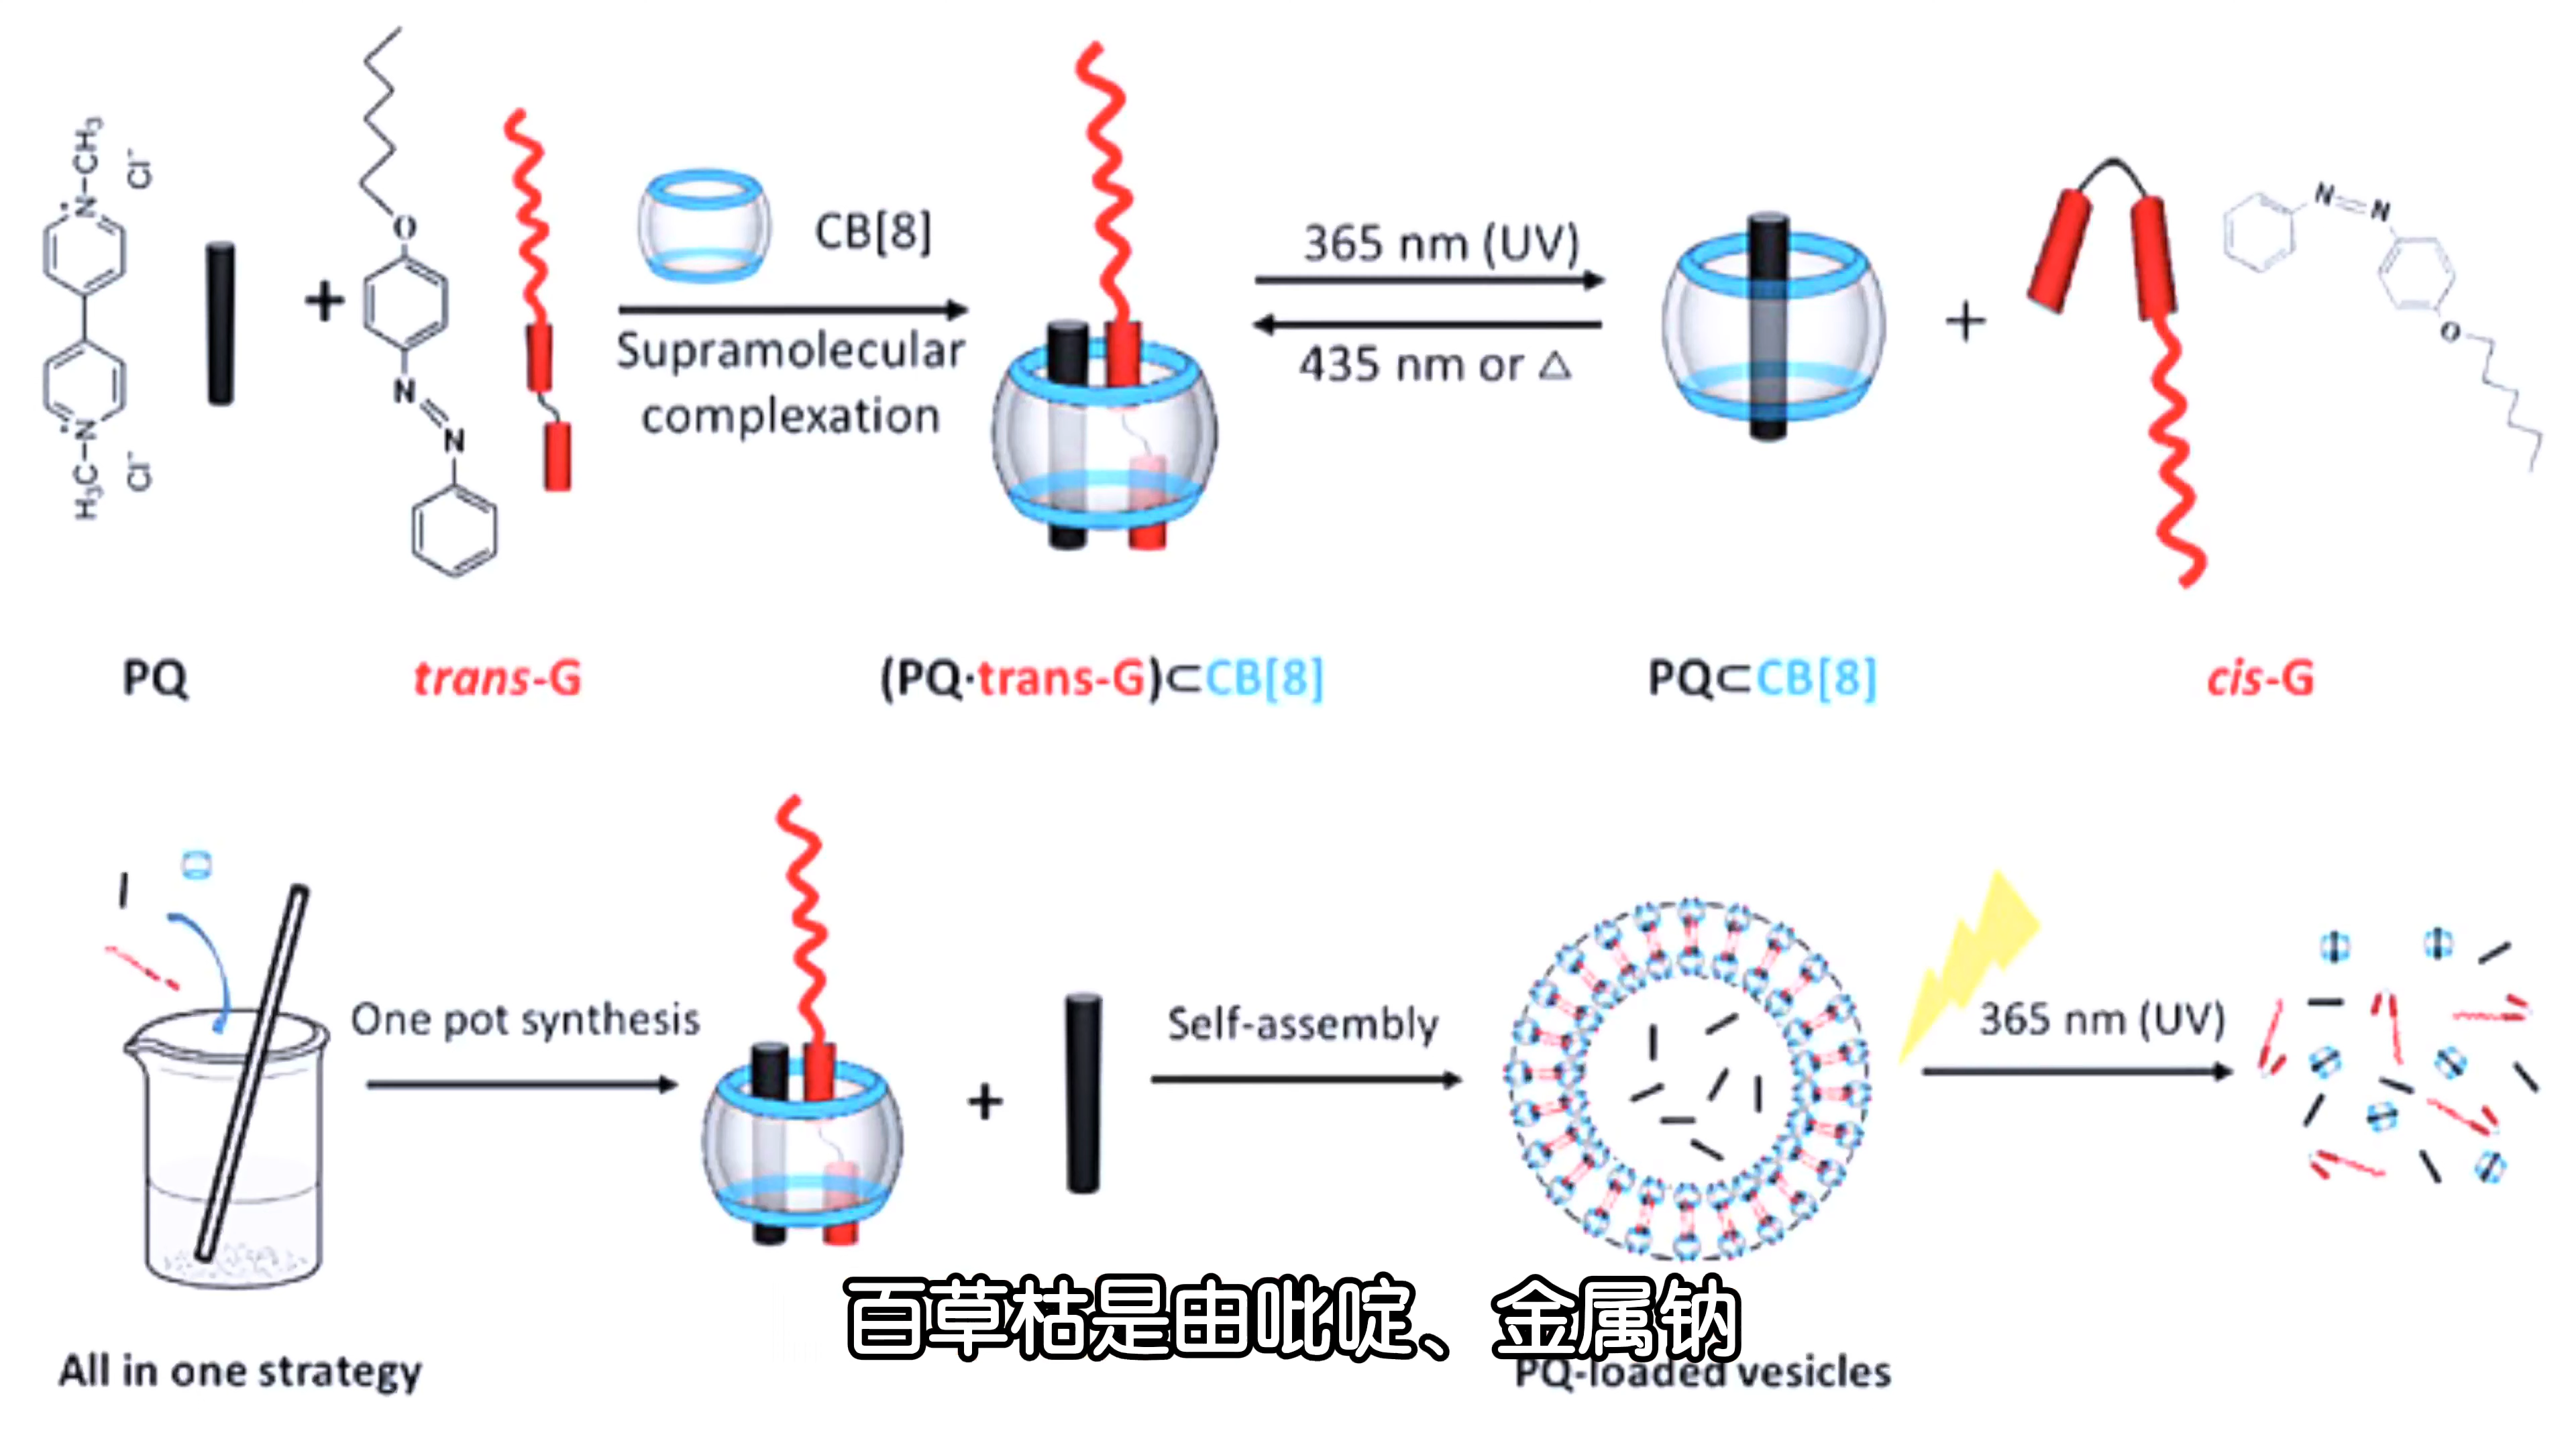 N-CH₃
Cl⁻
H₃C-N
Cl⁻
+
O
N
N
CB[8]
Supramolecular
complexation
365 nm (UV)
435 nm or △
+
N=N
O
PQ
trans-G
(PQ·trans-G)⊂CB[8]
PQ⊂CB[8]
cis-G
One pot synthesis
+
Self-assembly
365 nm (UV)
百草枯是由吡啶、金属钠
All in one strategy
PQ-loaded vesicles